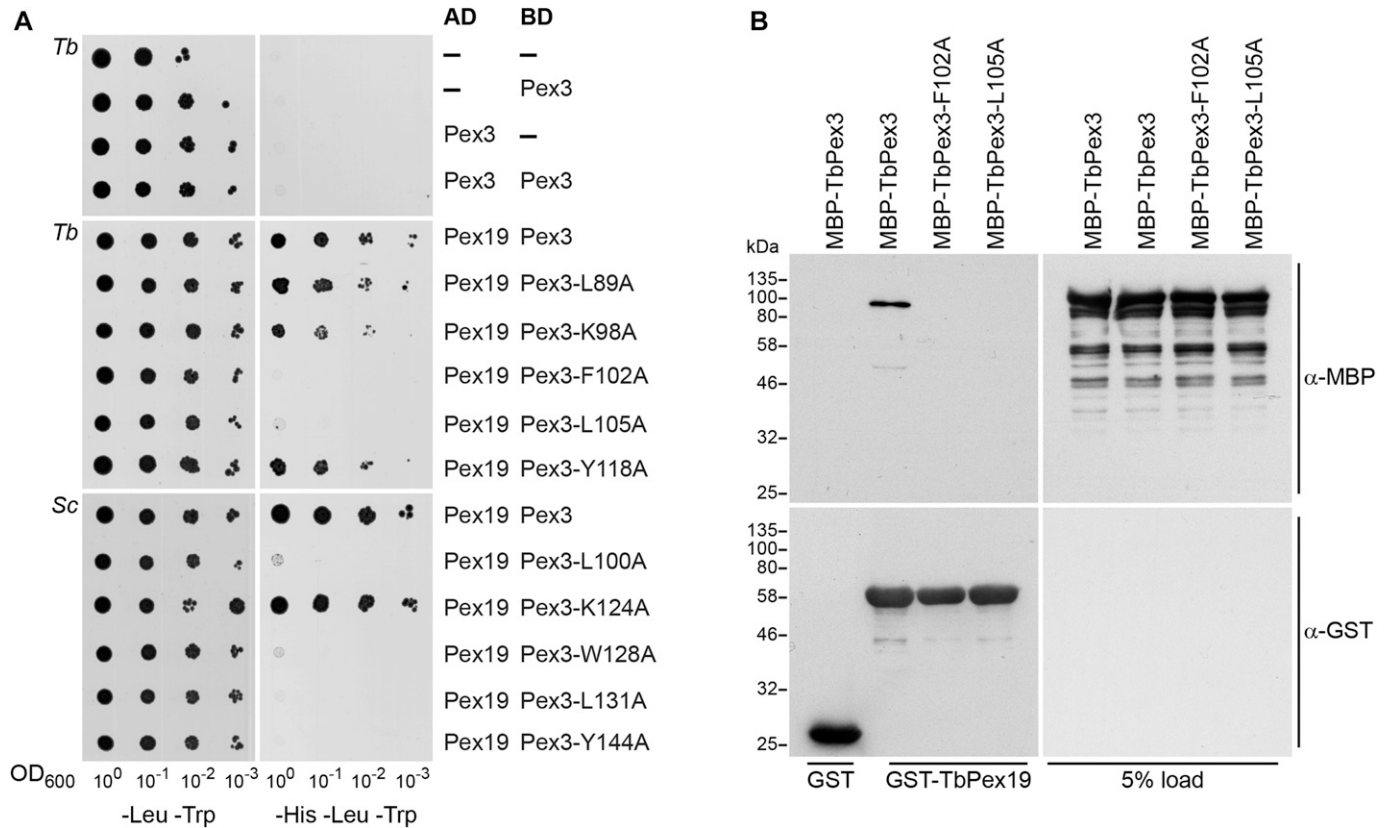 A
AD BD
Tb
– –
– Pex3
Pex3 –
Pex3 Pex3
Tb
Pex19 Pex3
Pex19 Pex3-L89A
Pex19 Pex3-K98A
Pex19 Pex3-F102A
Pex19 Pex3-L105A
Pex19 Pex3-Y118A
Sc
Pex19 Pex3
Pex19 Pex3-L100A
Pex19 Pex3-K124A
Pex19 Pex3-W128A
Pex19 Pex3-L131A
Pex19 Pex3-Y144A
OD600 10⁰ 10⁻¹ 10⁻² 10⁻³ 10⁰ 10⁻¹ 10⁻² 10⁻³
-Leu -Trp -His -Leu -Trp
B
MBP-TbPex3
MBP-TbPex3
MBP-TbPex3-F102A
MBP-TbPex3-L105A
MBP-TbPex3
MBP-TbPex3
MBP-TbPex3-F102A
MBP-TbPex3-L105A
kDa
135–
100–
80–
58–
46–
32–
25–
α-MBP
135–
100–
80–
58–
46–
32–
25–
α-GST
GST GST-TbPex19 5% load